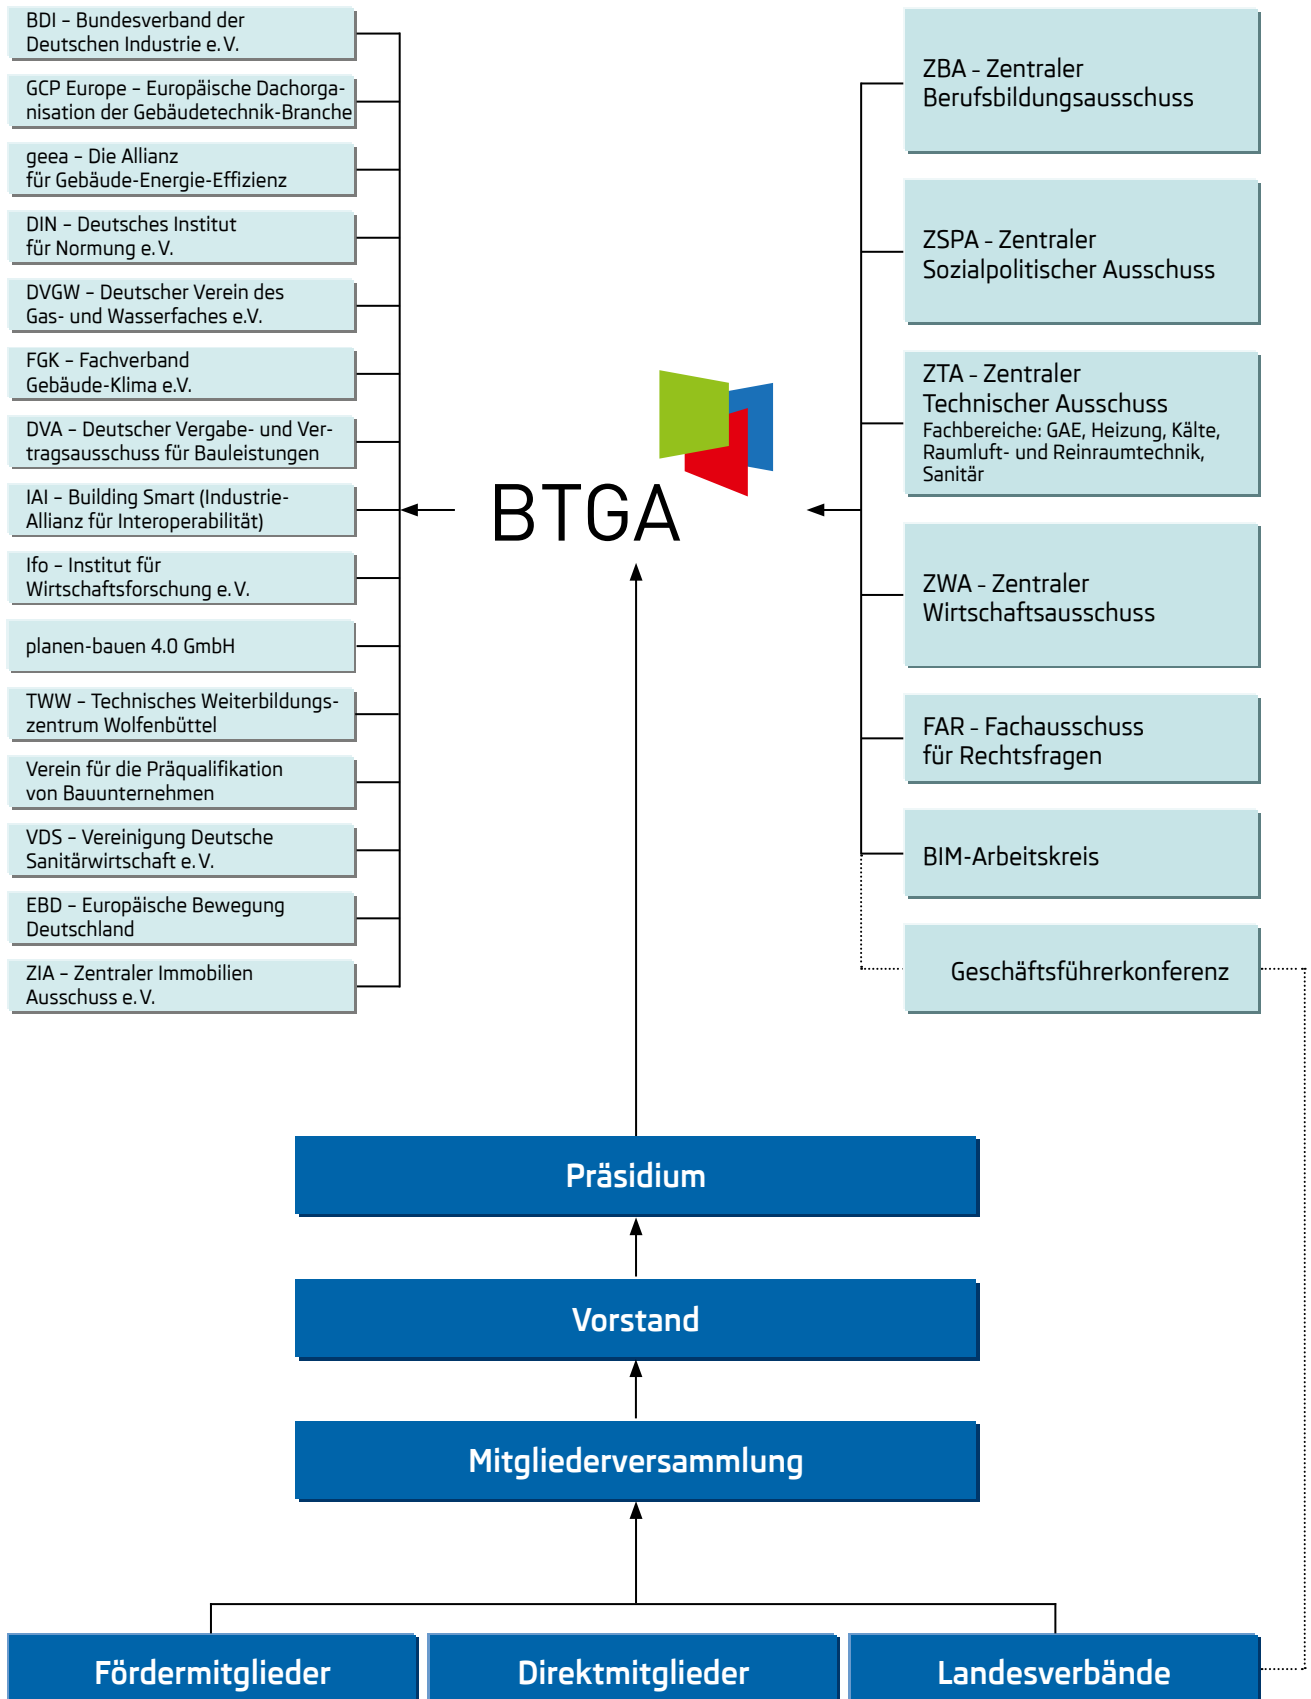 BDI – Bundesverband der
Deutschen Industrie e. V.
GCP Europe – Europäische Dachorga-
nisation der Gebäudetechnik-Branche
geea – Die Allianz
für Gebäude-Energie-Effizienz
DIN – Deutsches Institut
für Normung e. V.
DVGW – Deutscher Verein des
Gas- und Wasserfaches e.V.
FGK – Fachverband
Gebäude-Klima e.V.
DVA – Deutscher Vergabe- und Ver-
tragsausschuss für Bauleistungen
IAI – Building Smart (Industrie-
Allianz für Interoperabilität)
Ifo – Institut für
Wirtschaftsforschung e. V.
planen-bauen 4.0 GmbH
TWW – Technisches Weiterbildungs-
zentrum Wolfenbüttel
Verein für die Präqualifikation
von Bauunternehmen
VDS – Vereinigung Deutsche
Sanitärwirtschaft e. V.
EBD – Europäische Bewegung
Deutschland
ZIA – Zentraler Immobilien
Ausschuss e. V.
BTGA
ZBA – Zentraler
Berufsbildungsausschuss
ZSPA – Zentraler
Sozialpolitischer Ausschuss
ZTA – Zentraler
Technischer Ausschuss
Fachbereiche: GAE, Heizung, Kälte,
Raumluft- und Reinraumtechnik,
Sanitär
ZWA – Zentraler
Wirtschaftsausschuss
FAR – Fachausschuss
für Rechtsfragen
BIM-Arbeitskreis
Geschäftsführerkonferenz
Präsidium
Vorstand
Mitgliederversammlung
Fördermitglieder
Direktmitglieder
Landesverbände